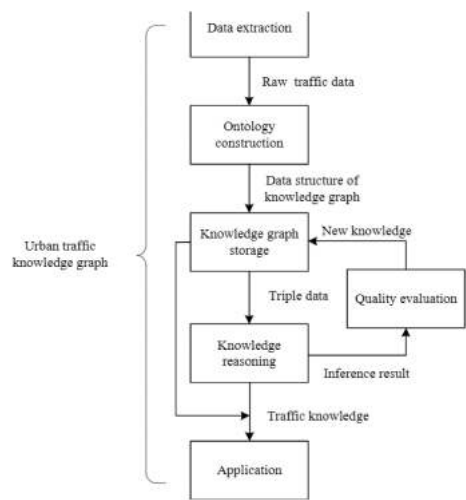 Data extraction
Raw traffic data
Ontology
construction
Data structure of
knowledge graph
Urban traffic
knowledge graph
Knowledge graph
storage
New knowledge
Triple data
Quality evaluation
Knowledge
reasoning
Inference result
Traffic knowledge
Application